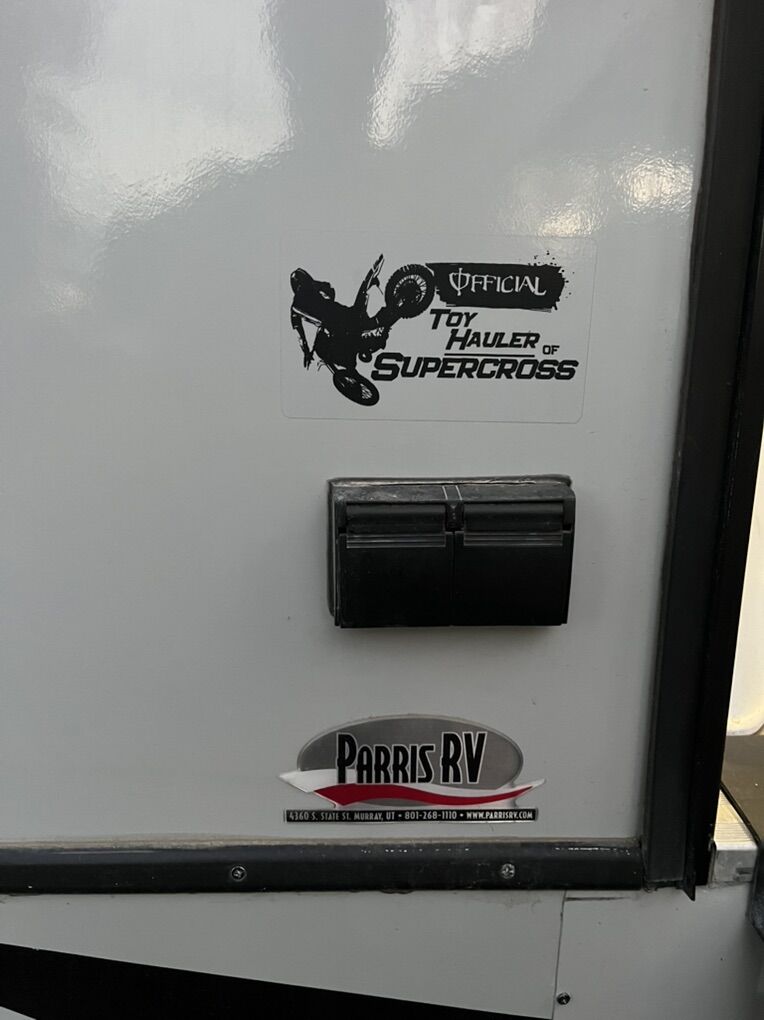 OFFICIAL
TOY
HAULER OF
SUPERCROSS
PARRIS RV
4360 S. STATE ST. MURRAY, UT • 801-268-1110 • WWW.PARRISRV.COM